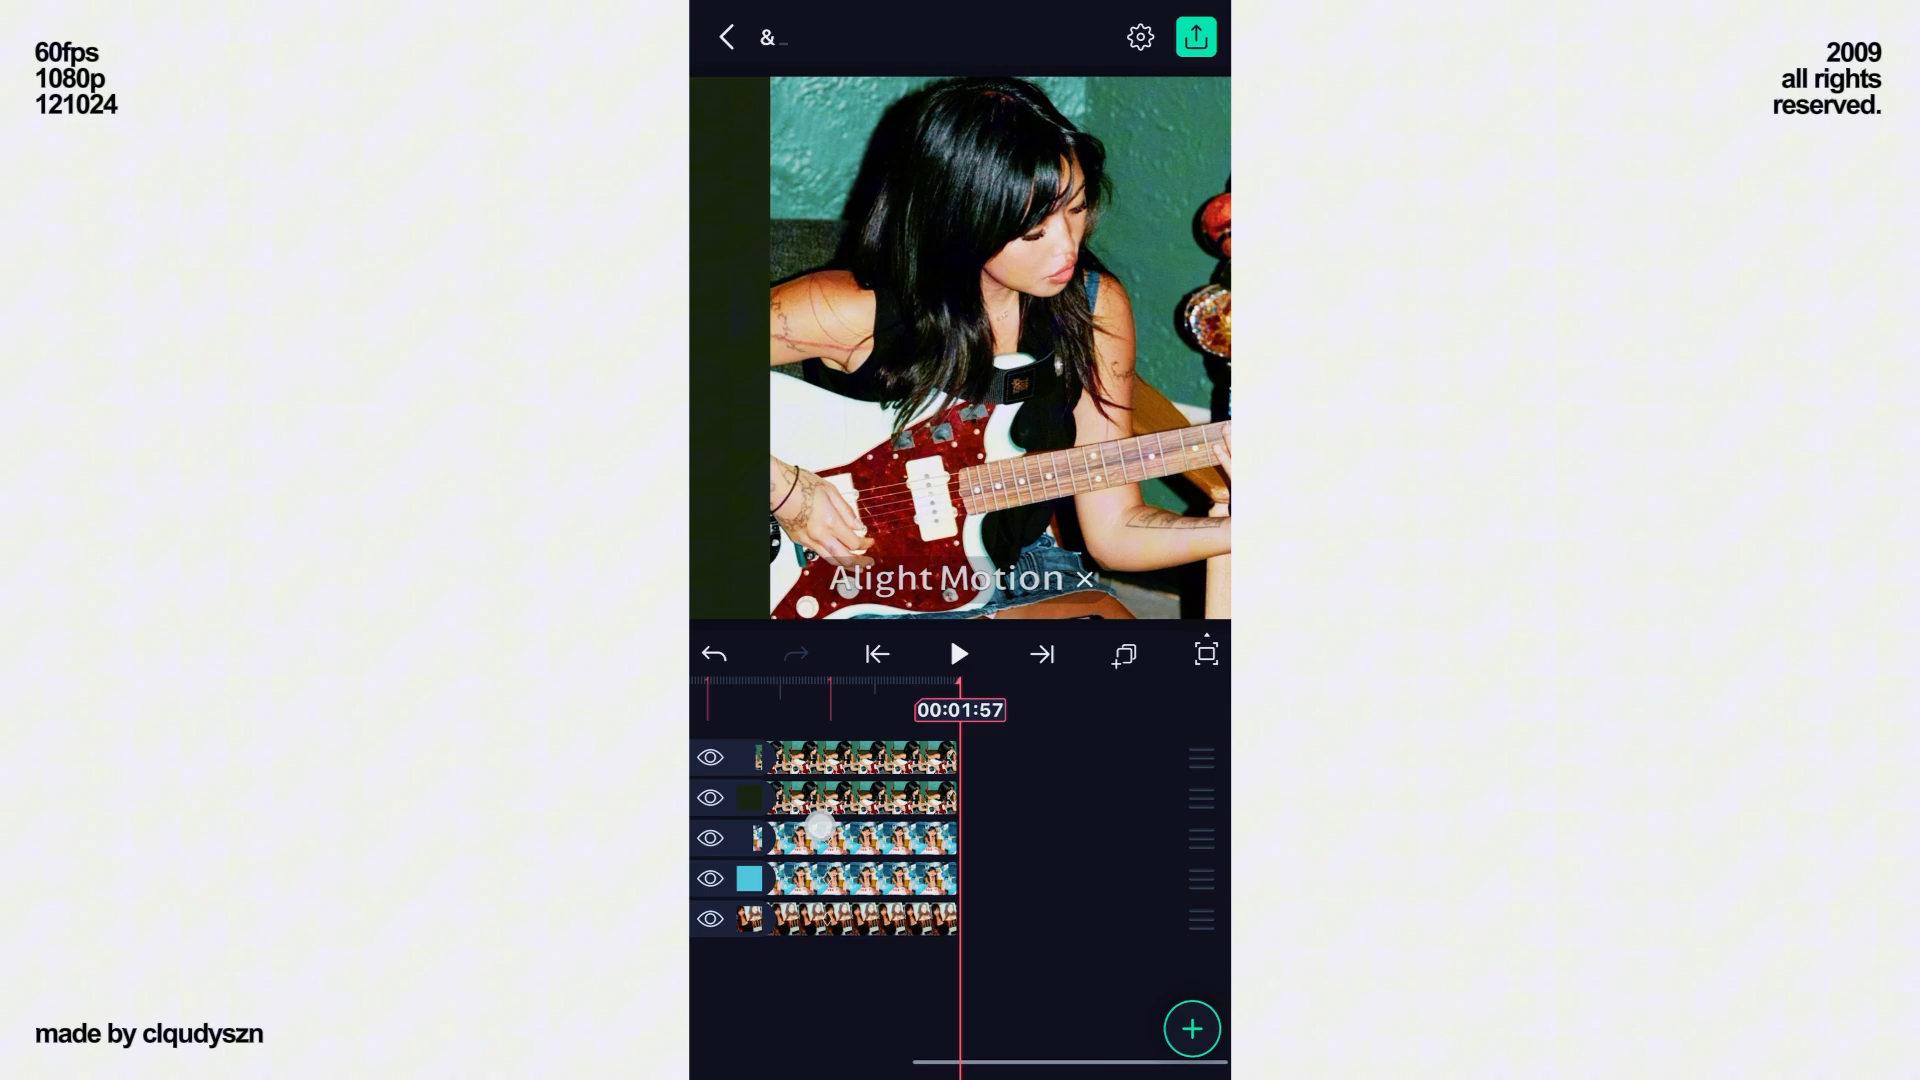 60fps
1080p
121024
&_
2009
all rights
reserved.
Alight Motion ×
00:01:57
made by clqudyszn